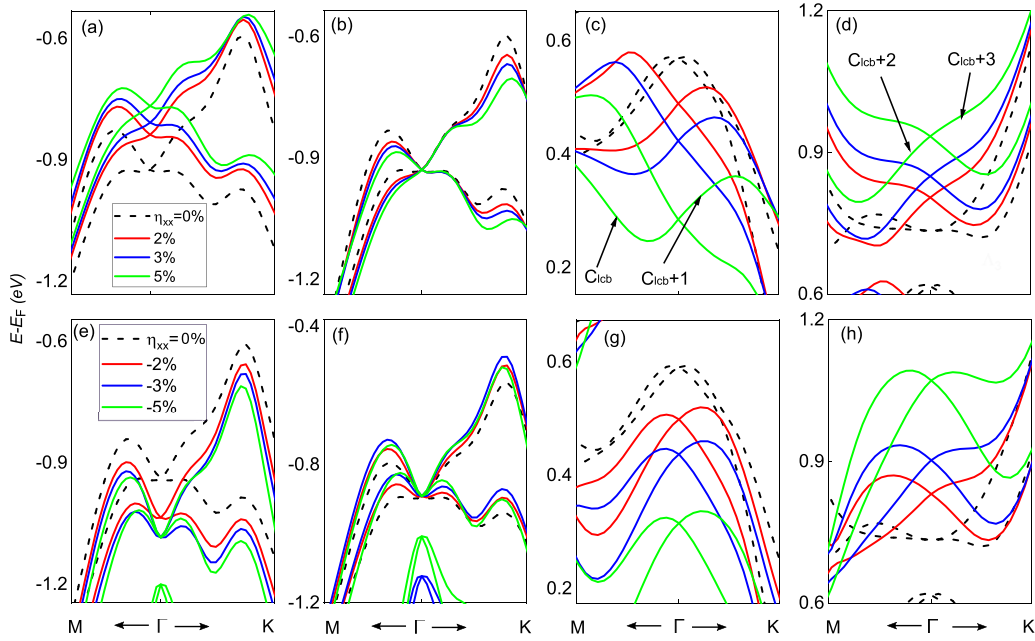 (a) (b) (c) (d)
-0.6 -0.6 0.6 1.2
C_lcb+2 C_lcb+3
-0.9 -0.9 0.4 0.9
η_xx=0%
2%
3%
5%
C_lcb C_lcb+1
-1.2 -1.2 0.2 0.6
E-E_F (eV)
(e) (f) (g) (h)
-0.6 -0.4 0.6 1.2
η_xx=0%
-2%
-3%
-5%
-0.9 -0.8 0.4 0.9
-1.2 -1.2 0.2 0.6
M ← Γ → K M ← Γ → K M ← Γ → K M ← Γ → K